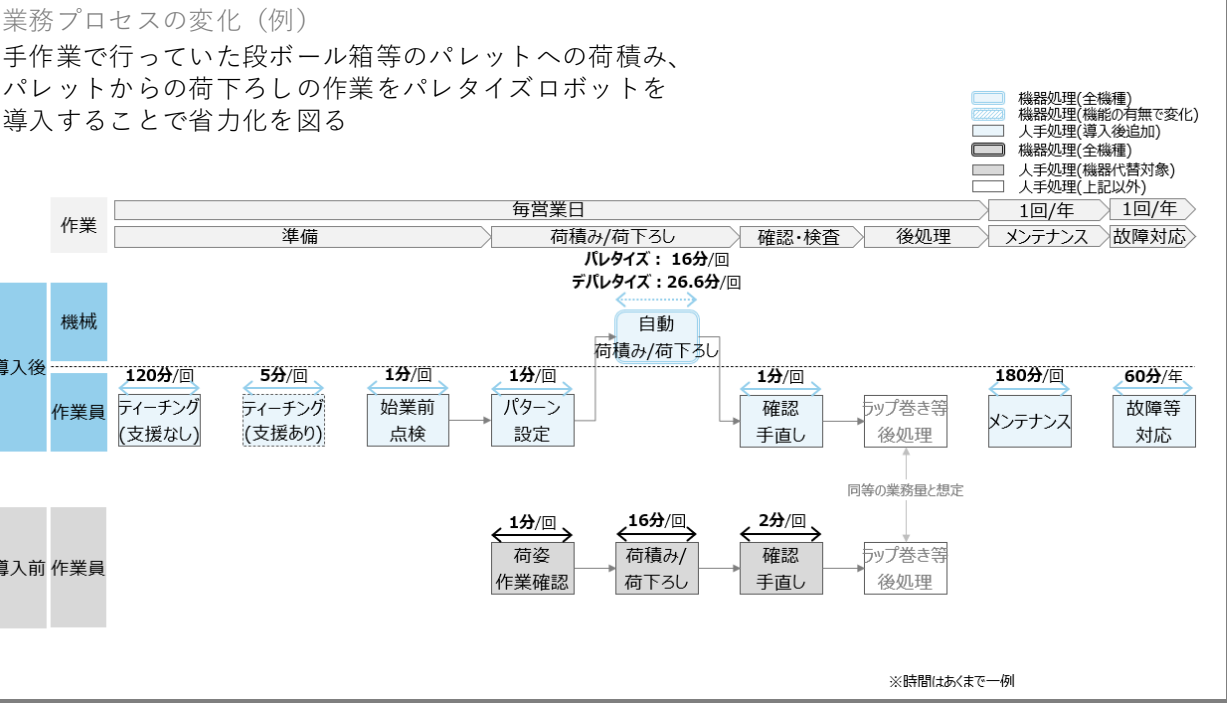 業務プロセスの変化（例）
手作業で行っていた段ボール箱等のパレットへの荷積み、
パレットからの荷下ろしの作業をパレタイズロボットを
導入することで省力化を図る
機器処理(全機種)
機器処理(機能の有無で変化)
人手処理(導入後追加)
機器処理(全機種)
人手処理(機器代替対象)
人手処理(上記以外)
作業
毎営業日
1回/年
1回/年
準備
荷積み/荷下ろし
確認・検査
後処理
メンテナンス
故障対応
パレタイズ： 16分/回
デパレタイズ：26.6分/回
導入後
機械
自動
荷積み/荷下ろし
作業員
120分/回
ティーチング
(支援なし)
5分/回
ティーチング
(支援あり)
1分/回
始業前
点検
1分/回
パターン
設定
1分/回
確認
手直し
ラップ巻き等
後処理
180分/回
メンテナンス
60分/年
故障等
対応
同等の業務量と想定
導入前
作業員
1分/回
荷姿
作業確認
16分/回
荷積み/
荷下ろし
2分/回
確認
手直し
ラップ巻き等
後処理
※時間はあくまで一例